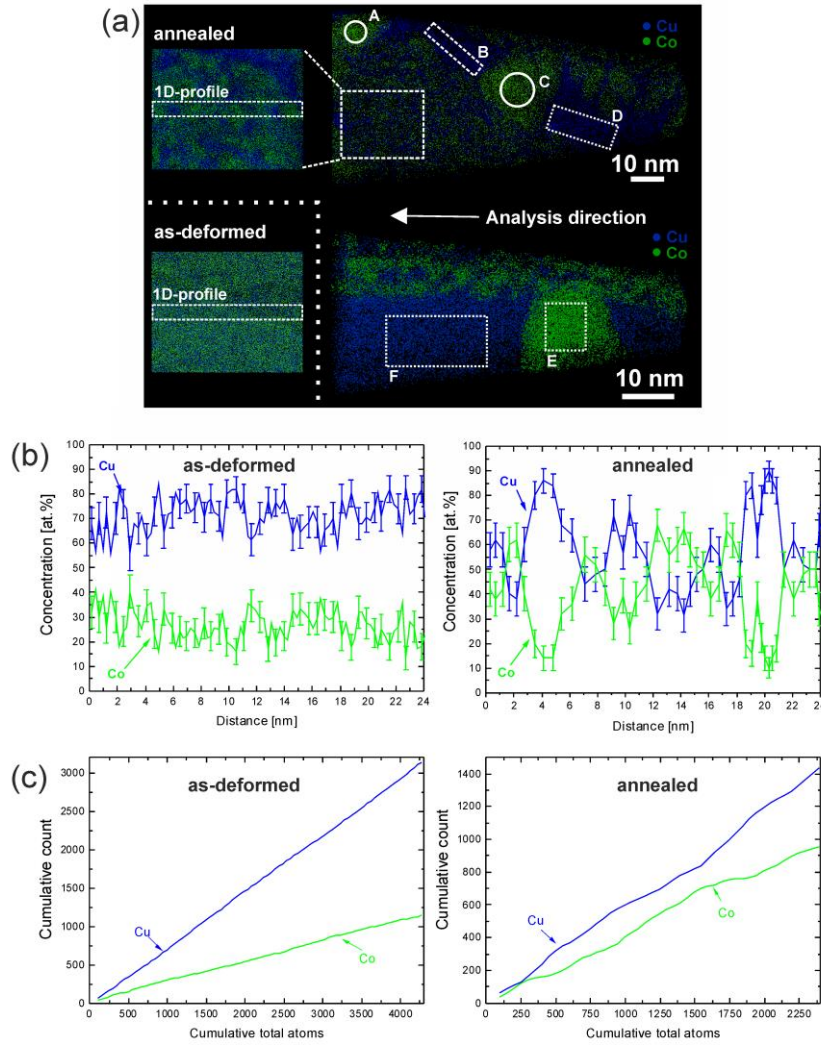 (a)
annealed
1D-profile
A
B
C
D
Cu
Co
10 nm
as-deformed
1D-profile
Analysis direction
Cu
Co
F
E
10 nm
(b)
as-deformed
Cu
Co
Concentration [at.%]
100
90
80
70
60
50
40
30
20
10
0
0 2 4 6 8 10 12 14 16 18 20 22 24
Distance [nm]
annealed
Cu
Co
Concentration [at.%]
100
90
80
70
60
50
40
30
20
10
0
0 2 4 6 8 10 12 14 16 18 20 22 24
Distance [nm]
(c)
as-deformed
Cu
Co
Cumulative count
3000
2500
2000
1500
1000
500
0
0 500 1000 1500 2000 2500 3000 3500 4000
Cumulative total atoms
annealed
Cu
Co
Cumulative count
1400
1200
1000
800
600
400
200
0
0 250 500 750 1000 1250 1500 1750 2000 2250
Cumulative total atoms